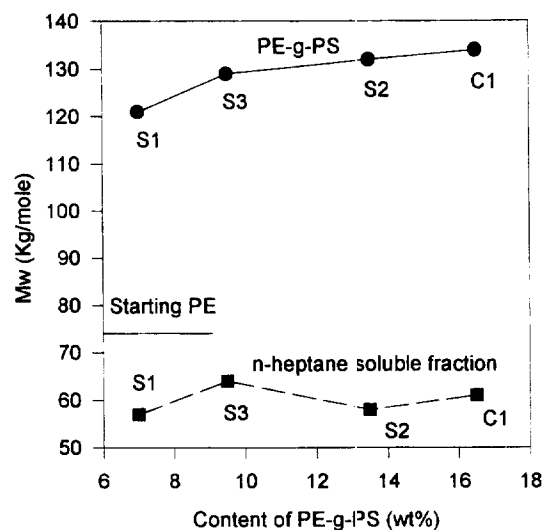 140
130
120
110
100
90
80
70
60
50
Mw (Kg/mole)
PE-g-PS
S1
S3
S2
C1
Starting PE
n-heptane soluble fraction
S1
S3
S2
C1
6
8
10
12
14
16
18
Content of PE-g-PS (wt%)